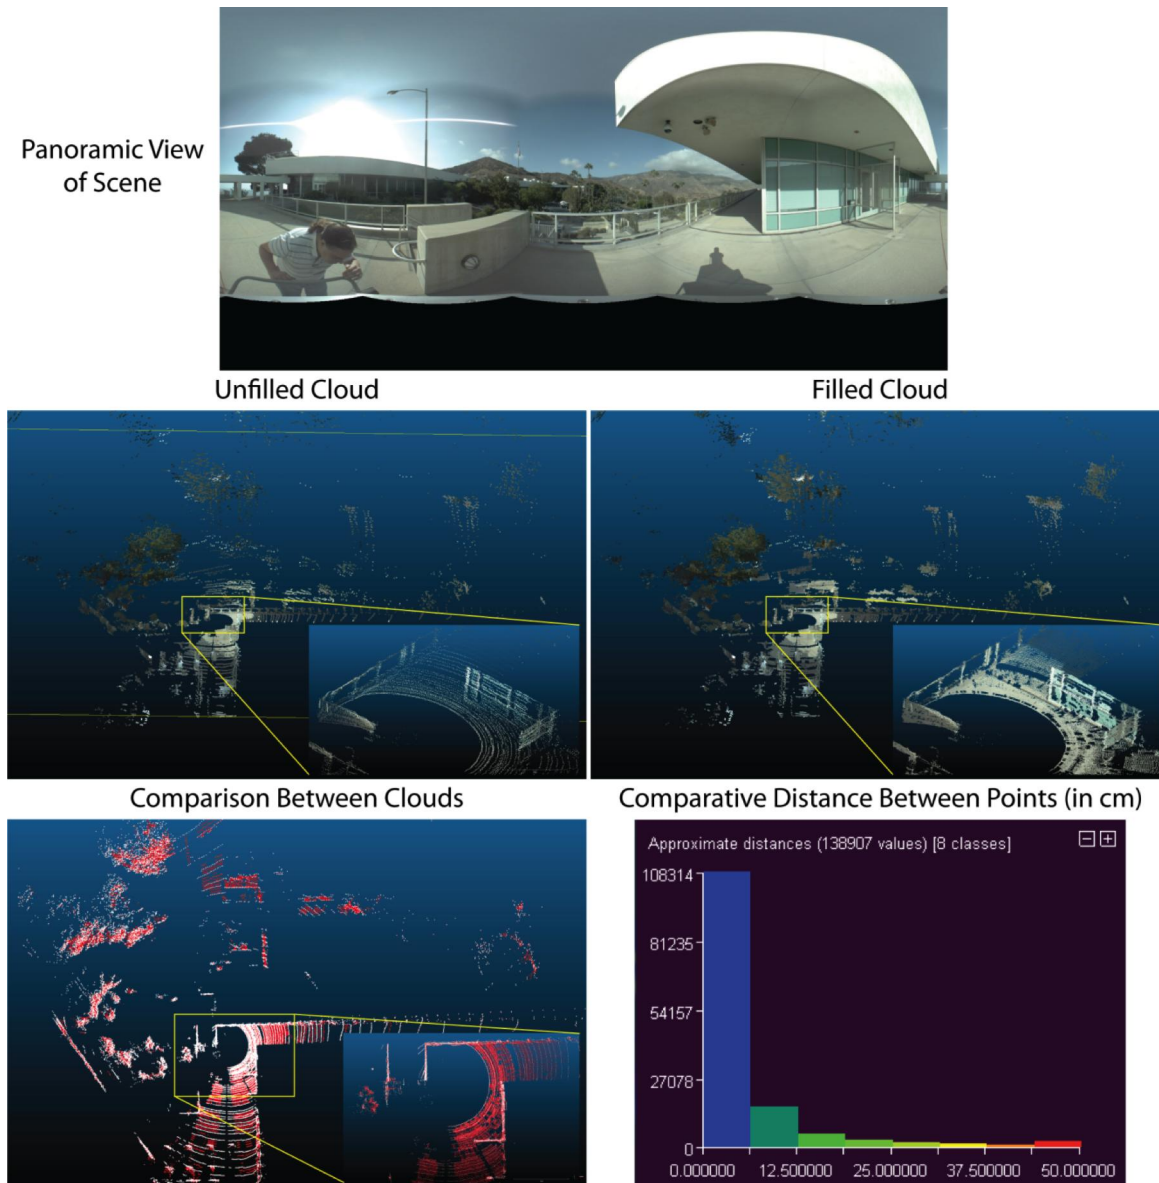 Panoramic View
of Scene
Unfilled Cloud
Filled Cloud
Comparison Between Clouds
Comparative Distance Between Points (in cm)
Approximate distances (138907 values) [8 classes]
108314
81235
54157
27078
0
0.000000 12.500000 25.000000 37.500000 50.000000